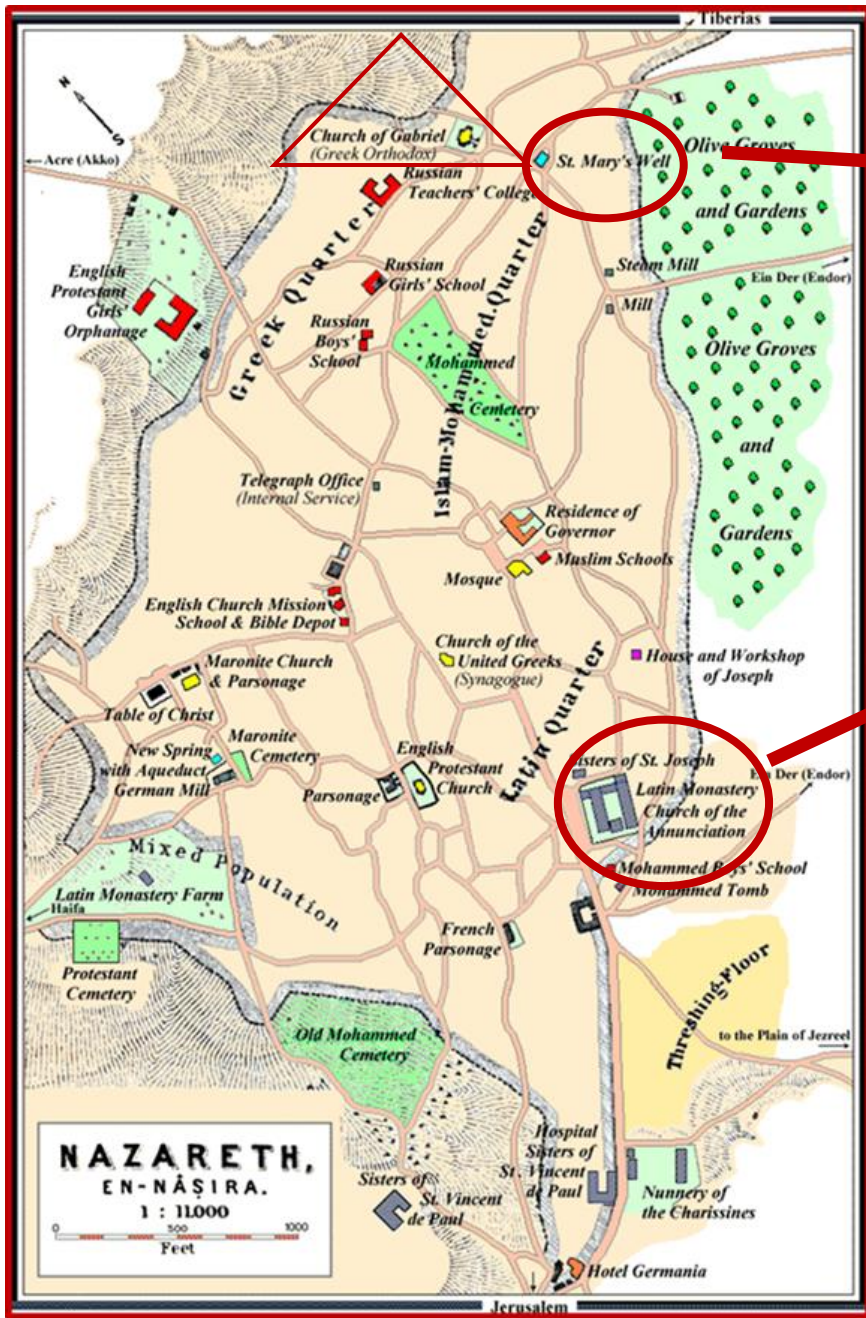 Tiberias
N
S
Church of Gabriel
(Greek Orthodox)
St. Mary's Well
Olive Groves
and Gardens
Acre (Akko)
Russian
Teachers' College
English
Protestant
Girls'
Orphanage
Greek Quarter
Russian
Girls' School
Steam Mill
Ein Der (Endor)
Mill
Russian
Boys'
School
Mohammed
Cemetery
Islam-Mohammed.Quarter
Olive Groves
and
Gardens
Telegraph Office
(Internal Service)
Residence of
Governor
Muslim Schools
Mosque
English Church Mission
School & Bible Depot
Church of the
United Greeks
(Synagogue)
House and Workshop
of Joseph
Maronite Church
& Parsonage
Table of Christ
Latin Quarter
New Spring
with Aqueduct
German Mill
Maronite
Cemetery
English
Protestant
Church
Parsonage
Sisters of St. Joseph
Ein Der (Endor)
Latin Monastery
Church of the
Annunciation
Mixed Population
Mohammed Boys' School
Mohammed Tomb
Latin Monastery Farm
Haifa
French
Parsonage
Protestant
Cemetery
Threshing-Floor
to the Plain of Jezreel
Old Mohammed
Cemetery
NAZARETH,
EN-NÂṢIRA.
1 : 11.000
0 500 1000
Feet
Sisters of
St. Vincent
de Paul
Hospital
Sisters of
St. Vincent
de Paul
Nunnery of
the Charissines
Hotel Germania
Jerusalem